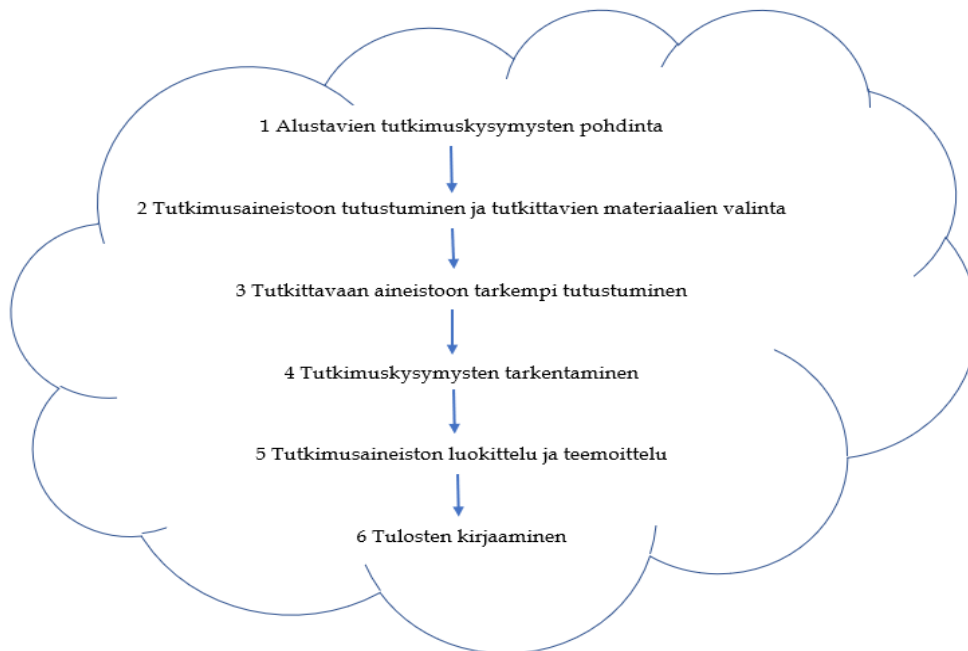 1 Alustavien tutkimuskysymysten pohdinta
2 Tutkimusaineistoon tutustuminen ja tutkittavien materiaalien valinta
3 Tutkittavaan aineistoon tarkempi tutustuminen
4 Tutkimuskysymysten tarkentaminen
5 Tutkimusaineiston luokittelu ja teemoittelu
6 Tulosten kirjaaminen